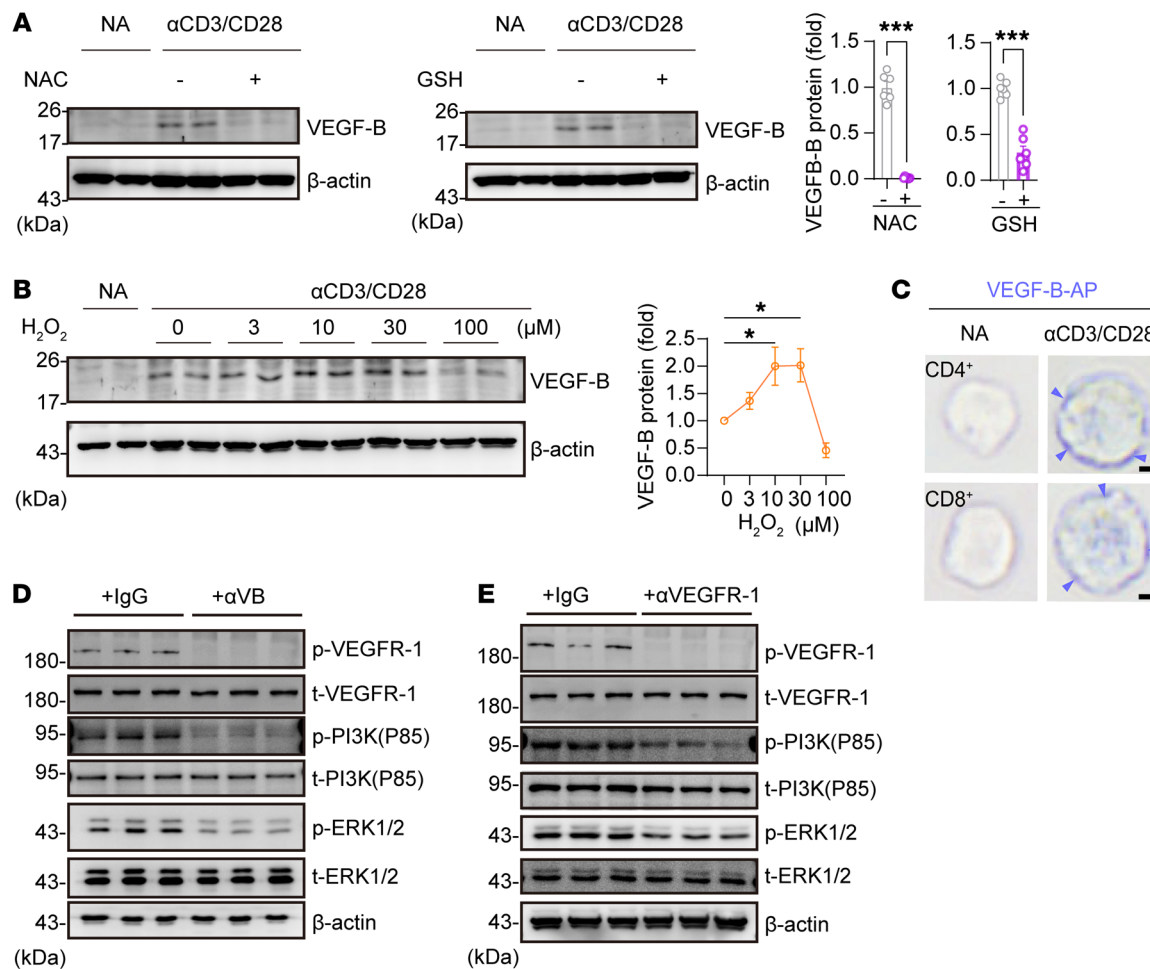 A
NA αCD3/CD28
NAC - +
26-
17-
VEGF-B
43-
β-actin
(kDa)
NA αCD3/CD28
GSH - +
26-
17-
VEGF-B
43-
β-actin
(kDa)
VEGFB-B protein (fold)
***
1.5
1.0
0.5
0.0
- +
NAC
***
1.5
1.0
0.5
0.0
- +
GSH
B
NA αCD3/CD28
H₂O₂ 0 3 10 30 100 (µM)
26-
17-
VEGF-B
43-
β-actin
(kDa)
VEGF-B protein (fold)
*
*
2.5
2.0
1.5
1.0
0.5
0.0
0 3 10 30 100
H₂O₂ (µM)
C
VEGF-B-AP
NA αCD3/CD28
CD4⁺
CD8⁺
D
+IgG +αVB
180- p-VEGFR-1
180- t-VEGFR-1
95- p-PI3K(P85)
95- t-PI3K(P85)
43- p-ERK1/2
43- t-ERK1/2
43- β-actin
(kDa)
E
+IgG +αVEGFR-1
180- p-VEGFR-1
180- t-VEGFR-1
95- p-PI3K(P85)
95- t-PI3K(P85)
43- p-ERK1/2
43- t-ERK1/2
43- β-actin
(kDa)